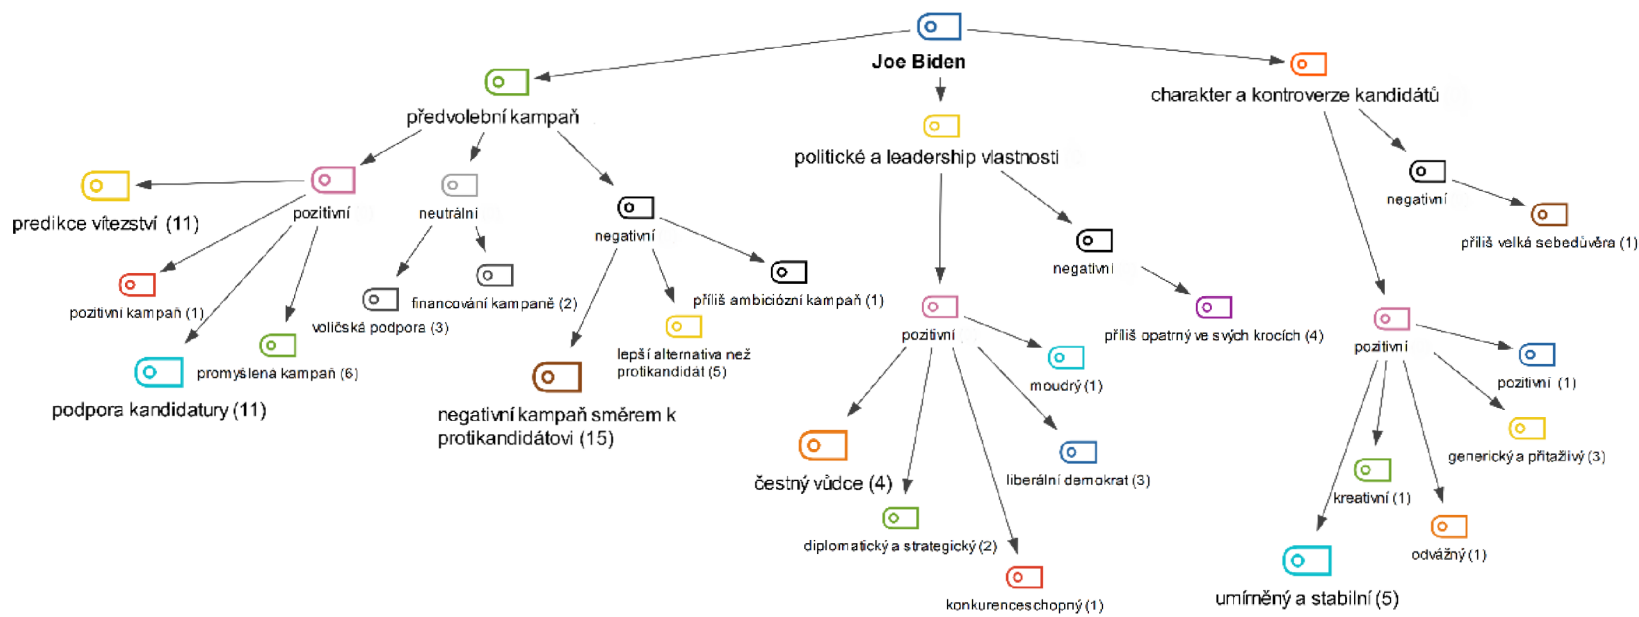 Joe Biden
předvolební kampaň
politické a leadership vlastnosti
charakter a kontroverze kandidátů
pozitivní
neutrální
negativní
predikce vítezství (11)
pozitivní kampaň (1)
promyšlená kampaň (6)
podpora kandidatury (11)
voličská podpora (3)
financování kampaně (2)
příliš ambiciózní kampaň (1)
lepší alternativa než
protikandidát (5)
negativní kampaň směrem k
protikandidátovi (15)
negativní
příliš opatrný ve svých krocích (4)
pozitivní
moudrý (1)
čestný vůdce (4)
liberální demokrat (3)
diplomatický a strategický (2)
konkurenceschopný (1)
negativní
příliš velká sebedůvěra (1)
pozitivní
pozitivní (1)
generický a přitažlivý (3)
kreativní (1)
odvážný (1)
umírněný a stabilní (5)